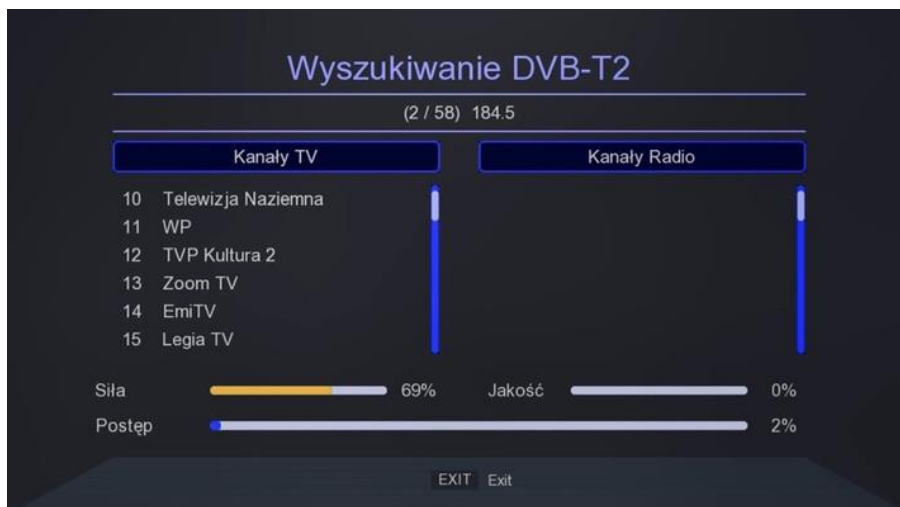 Wyszukiwanie DVB-T2
(2 / 58) 184.5
Kanały TV Kanały Radio
10 Telewizja Naziemna
11 WP
12 TVP Kultura 2
13 Zoom TV
14 EmiTV
15 Legia TV
Siła 69% Jakość 0%
Postęp 2%
EXIT Exit